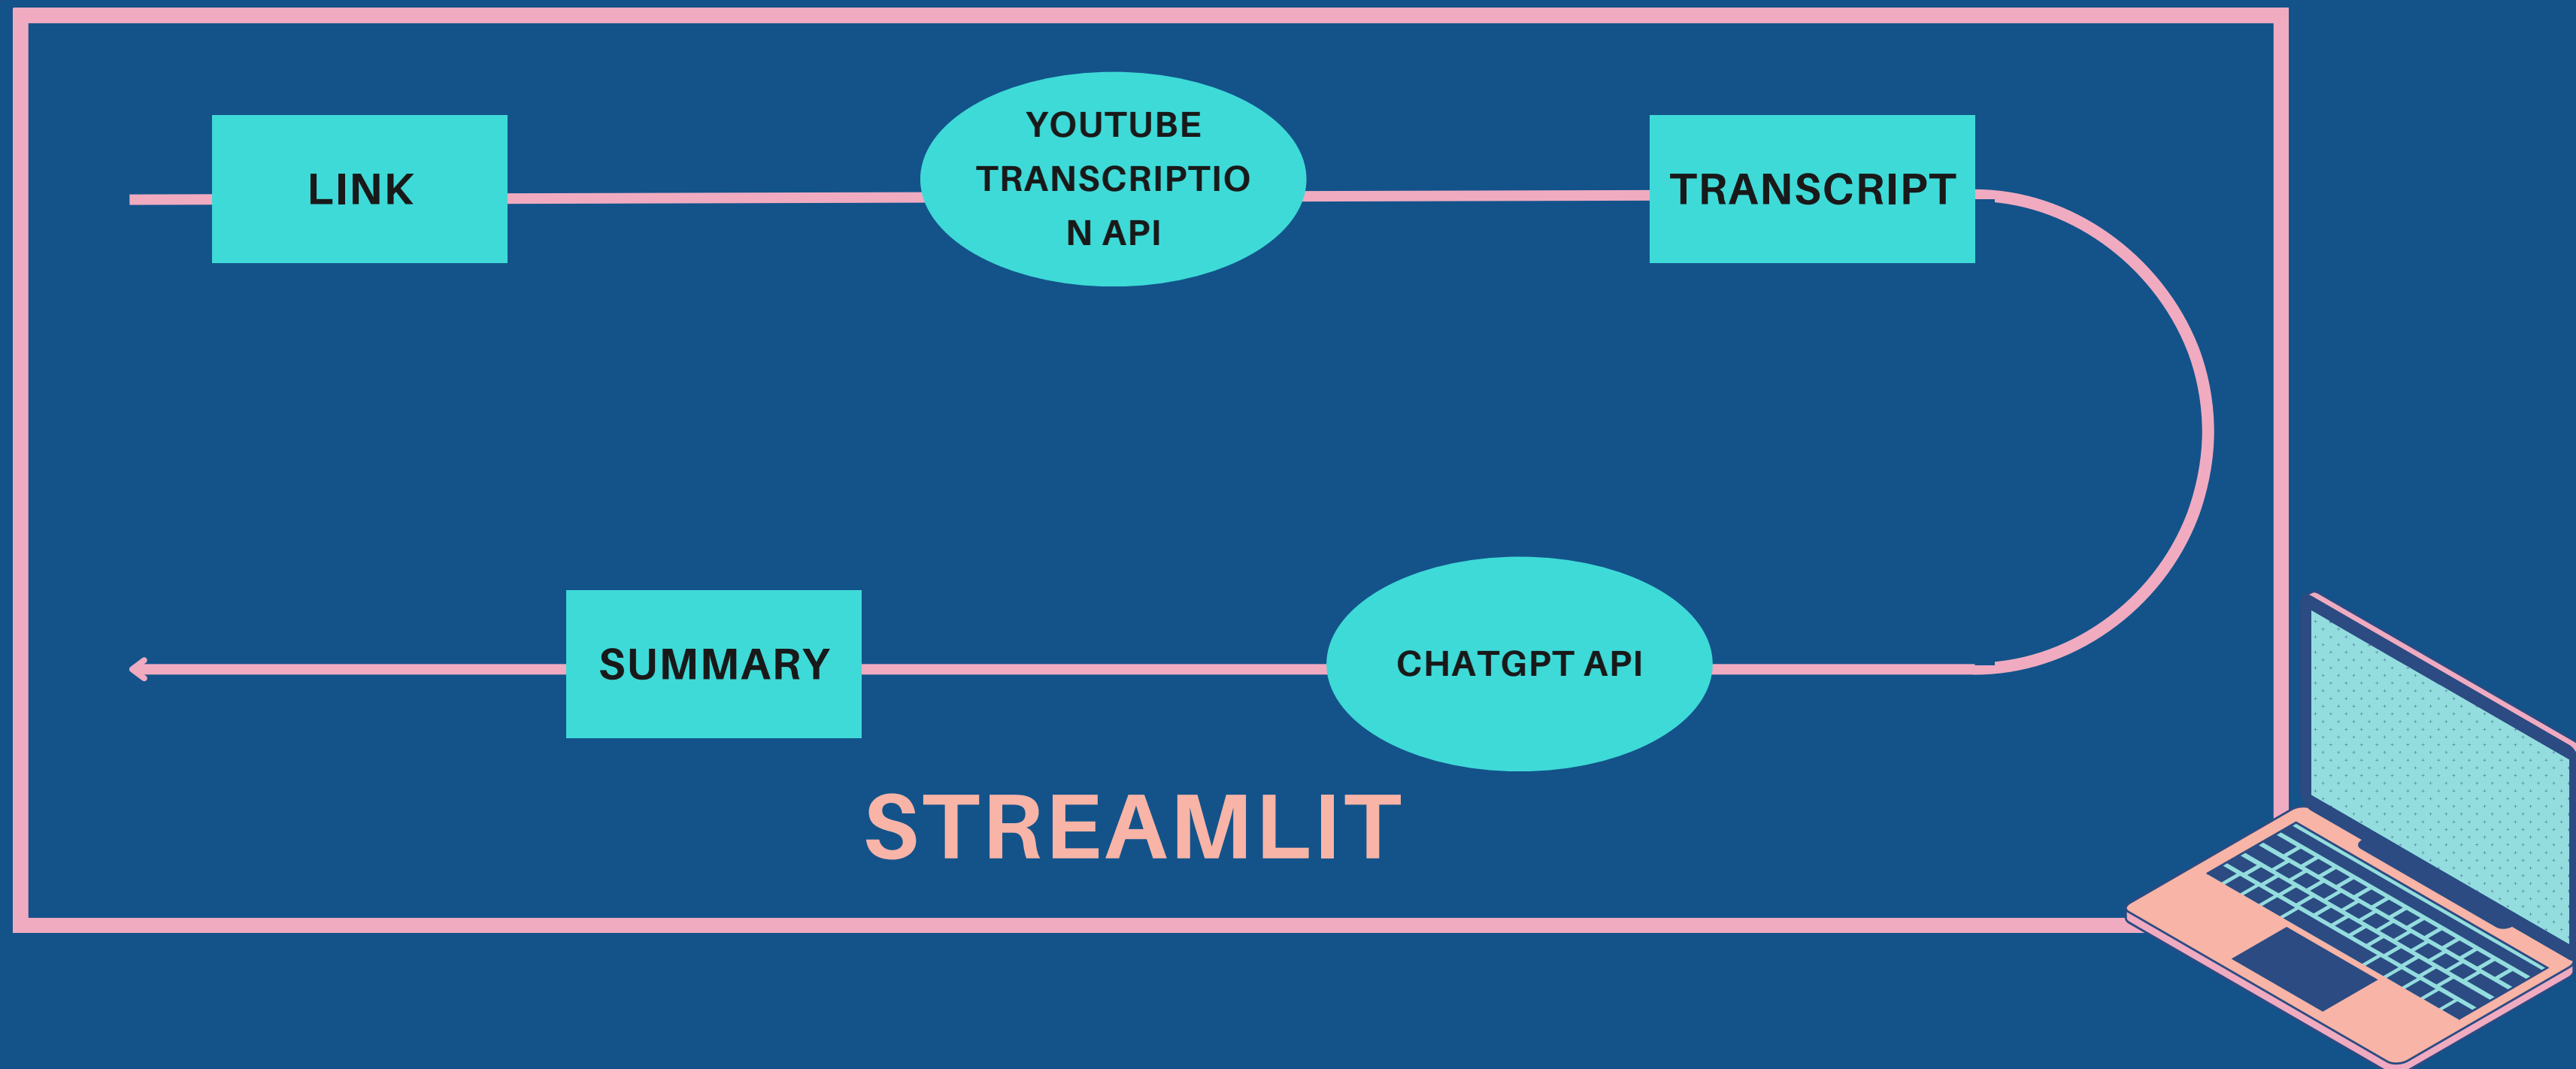 LINK
YOUTUBE
TRANSCRIPTIO
N API
TRANSCRIPT
SUMMARY
CHATGPT API
STREAMLIT